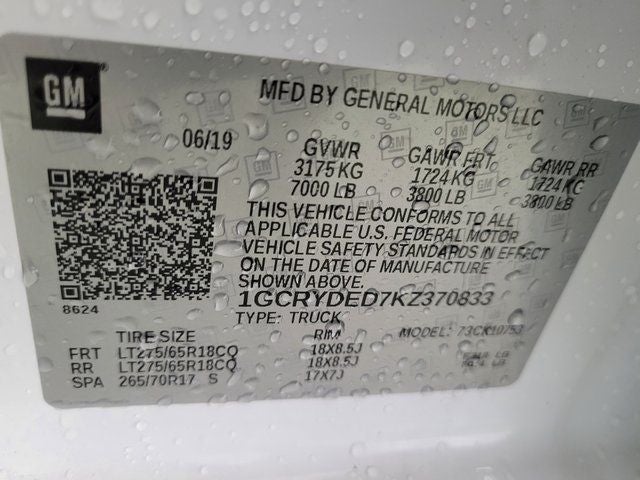 GM
MFD BY GENERAL MOTORS LLC
06/19
GVWR GAWR FRT GAWR RR
3175 KG 1724 KG 1724 KG
7000 LB 3800 LB 3800 LB
THIS VEHICLE CONFORMS TO ALL
APPLICABLE U.S. FEDERAL MOTOR
VEHICLE SAFETY STANDARDS IN EFFECT
ON THE DATE OF MANUFACTURE
SHOWN ABOVE.
1GCRYDED7KZ370833
8624
TYPE: TRUCK MODEL:
TIRE SIZE RIM
FRT LT275/65R18CQ 18X8.5J
RR LT275/65R18CQ 18X8.5J
SPA 265/70R17 S 17X7J